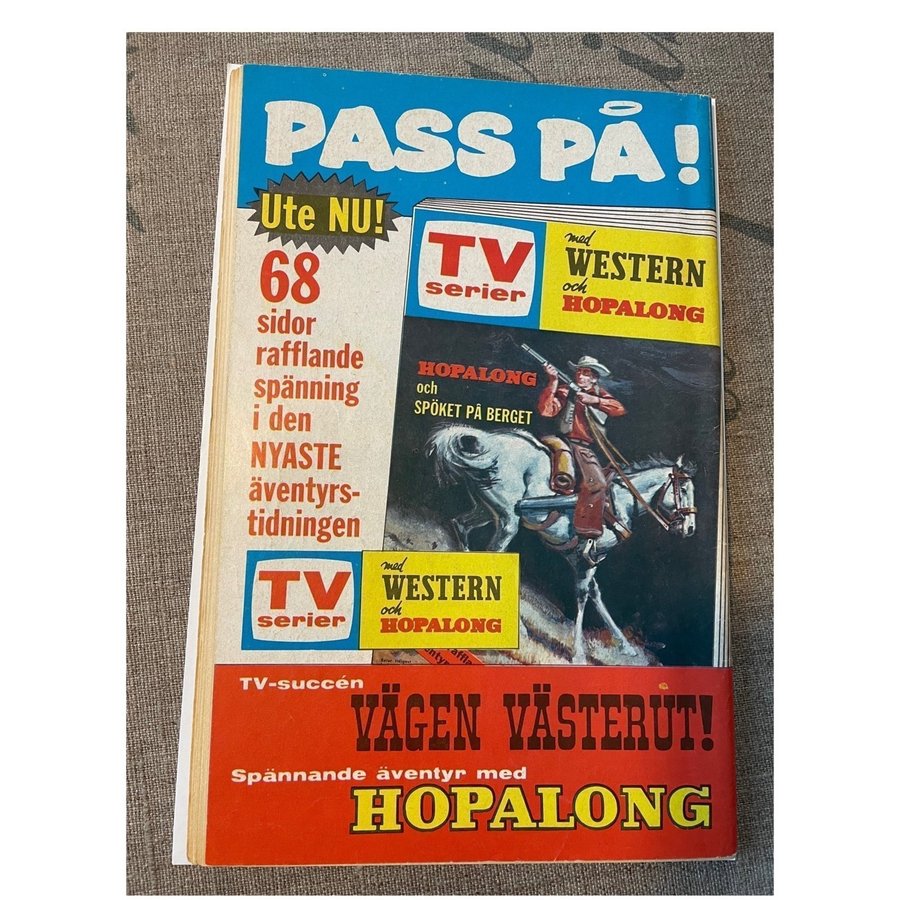 PASS PÅ!
Ute NU!
68
sidor
rafflande
spänning
i den
NYASTE
äventyrs-
tidningen
TV
serier
med
WESTERN
och
HOPALONG
HOPALONG
och
SPÖKET PÅ BERGET
TV
serier
med
WESTERN
och
HOPALONG
TV-succén
VÄGEN VÄSTERUT!
Spännande äventyr med
HOPALONG